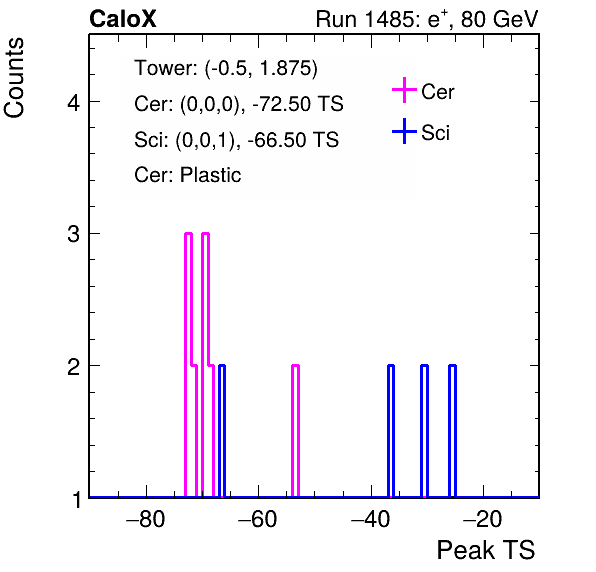 CaloX Run 1485: e⁺, 80 GeV
Counts
Tower: (-0.5, 1.875)
Cer: (0,0,0), -72.50 TS
Sci: (0,0,1), -66.50 TS
Cer: Plastic
Cer
Sci
4
3
2
1
−80 −60 −40 −20
Peak TS